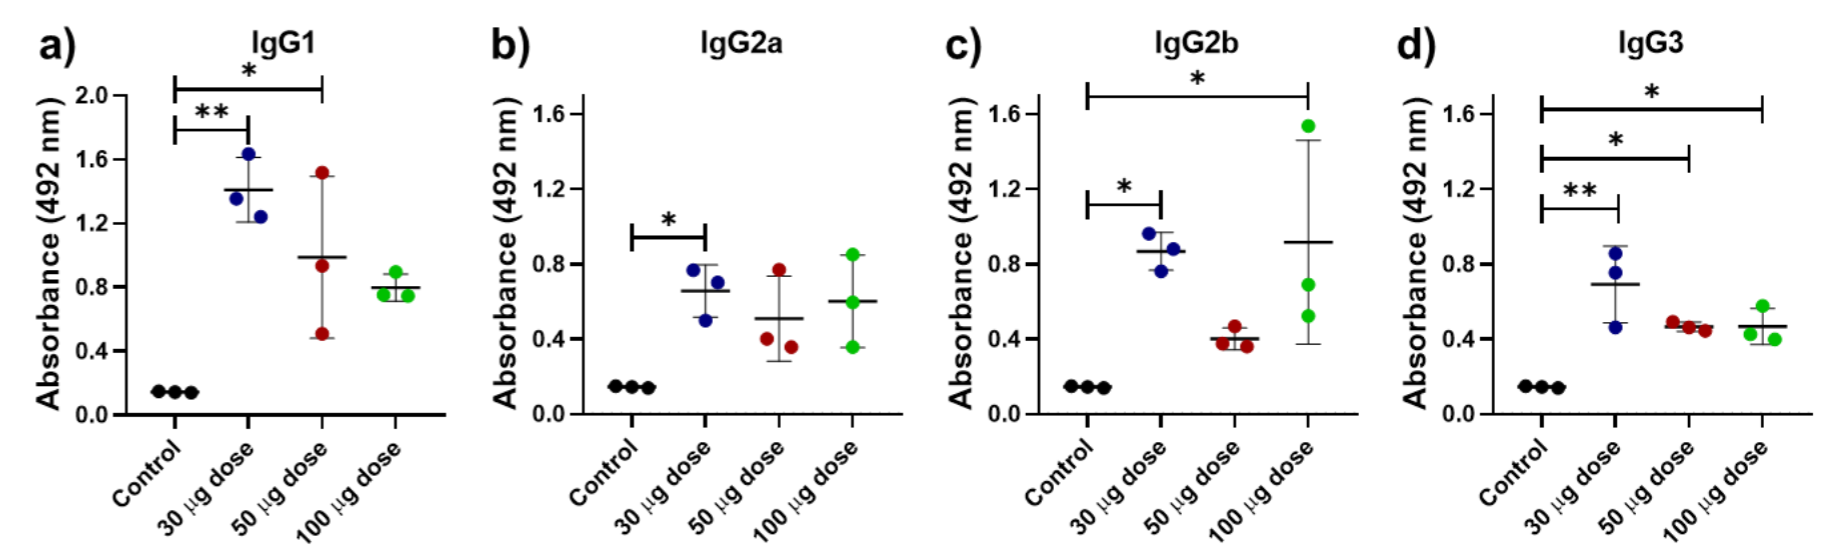 a) IgG1
*
**
Absorbance (492 nm)
2.0
1.6
1.2
0.8
0.4
0.0
Control
30 μg dose
50 μg dose
100 μg dose
b) IgG2a
*
Absorbance (492 nm)
1.6
1.2
0.8
0.4
0.0
Control
30 μg dose
50 μg dose
100 μg dose
c) IgG2b
*
*
Absorbance (492 nm)
1.6
1.2
0.8
0.4
0.0
Control
30 μg dose
50 μg dose
100 μg dose
d) IgG3
*
*
**
Absorbance (492 nm)
1.6
1.2
0.8
0.4
0.0
Control
30 μg dose
50 μg dose
100 μg dose